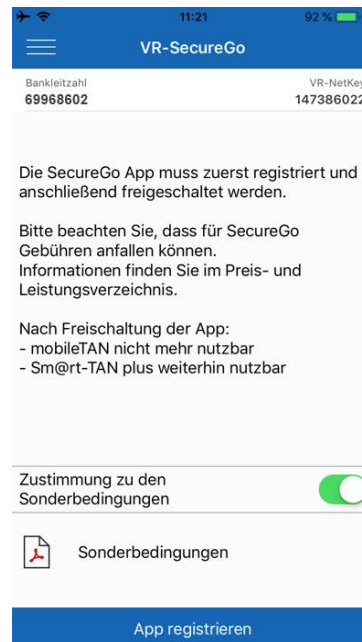 11:21
92 %
VR-SecureGo
Bankleitzahl
VR-NetKey
69968602
147386022
Die SecureGo App muss zuerst registriert und
anschließend freigeschaltet werden.
Bitte beachten Sie, dass für SecureGo
Gebühren anfallen können.
Informationen finden Sie im Preis- und
Leistungsverzeichnis.
Nach Freischaltung der App:
- mobileTAN nicht mehr nutzbar
- Sm@rt-TAN plus weiterhin nutzbar
Zustimmung zu den
Sonderbedingungen
Sonderbedingungen
App registrieren